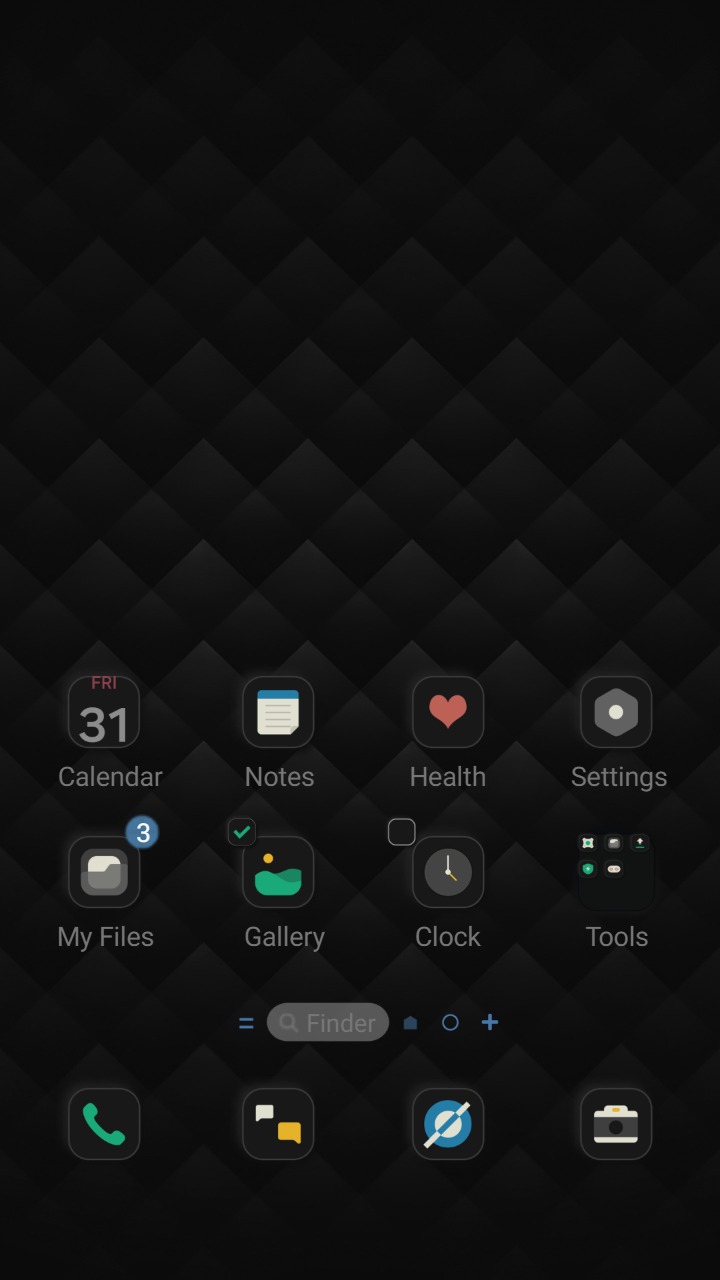 FRI
31
Calendar
Notes
Health
Settings
3
My Files
Gallery
Clock
Tools
Finder